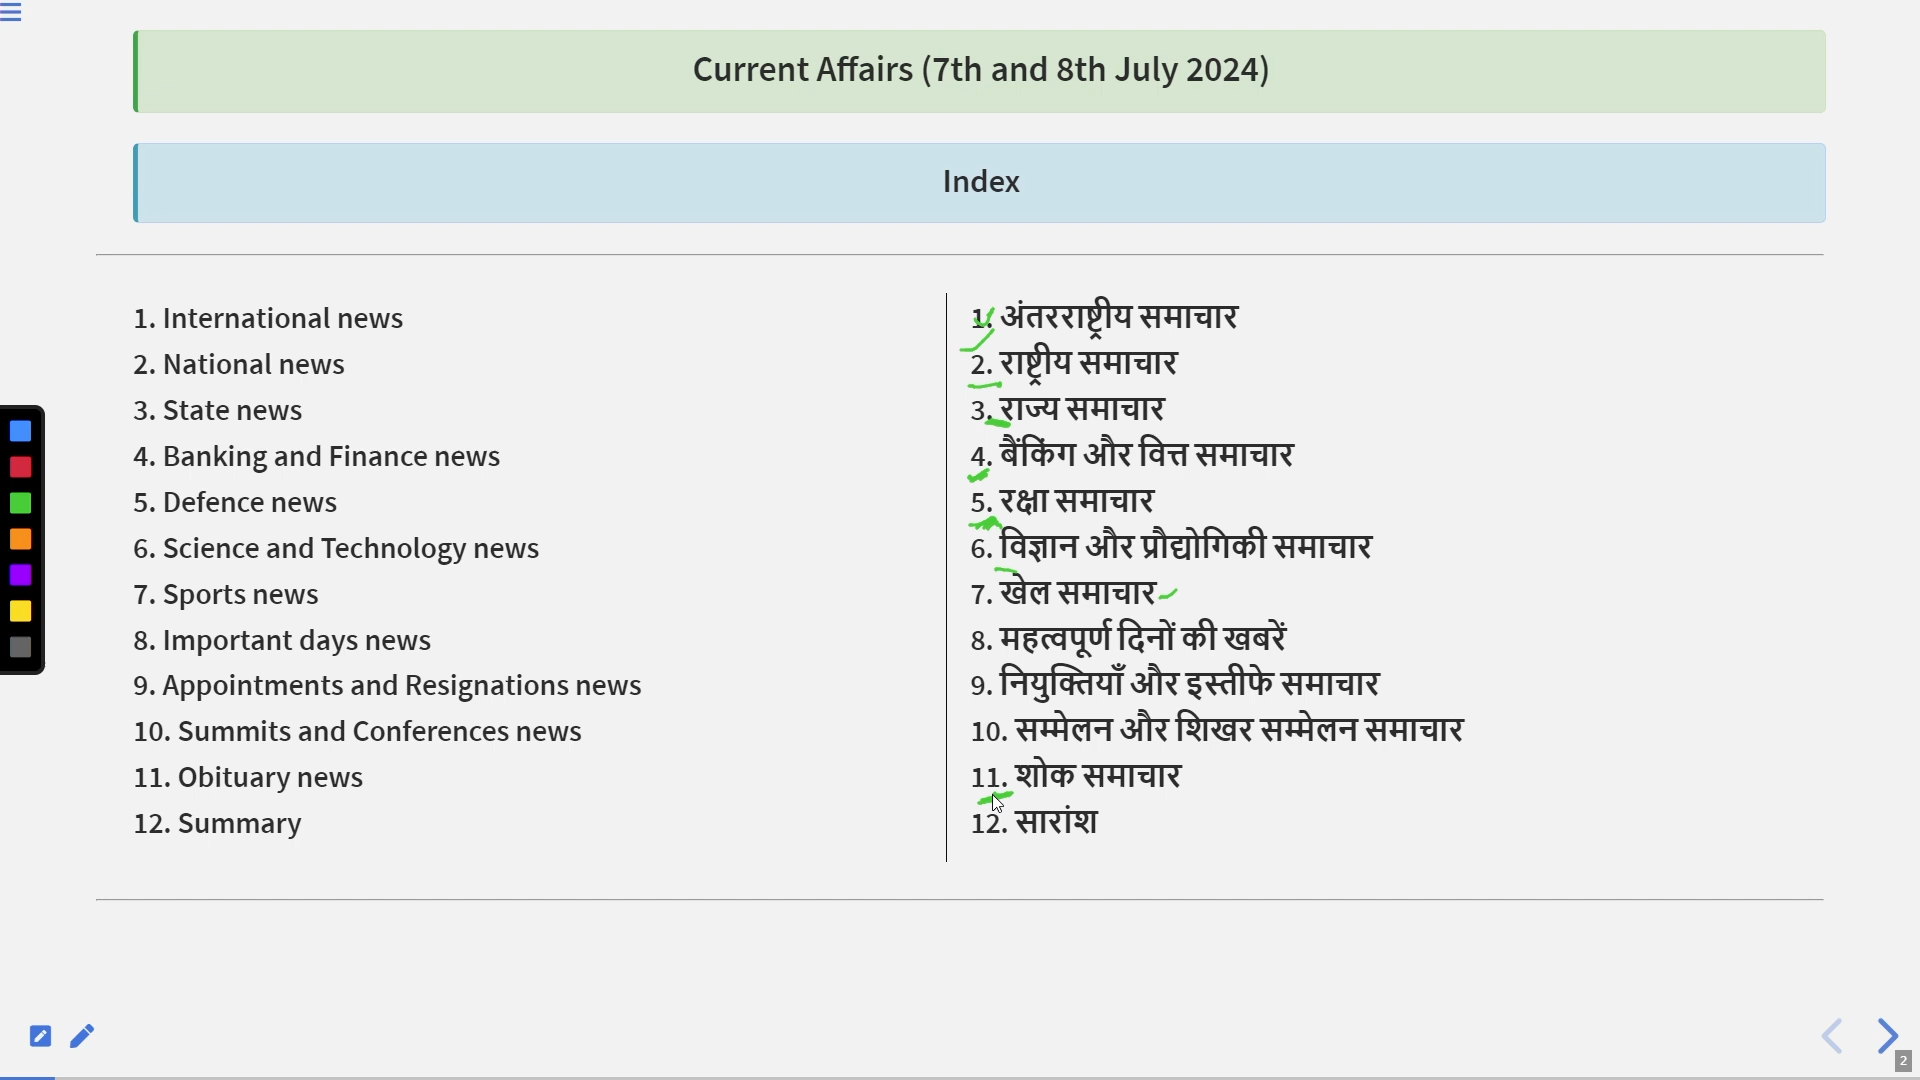 Current Affairs (7th and 8th July 2024)
Index
1. International news
2. National news
3. State news
4. Banking and Finance news
5. Defence news
6. Science and Technology news
7. Sports news
8. Important days news
9. Appointments and Resignations news
10. Summits and Conferences news
11. Obituary news
12. Summary
1. अंतरराष्ट्रीय समाचार
2. राष्ट्रीय समाचार
3. राज्य समाचार
4. बैंकिंग और वित्त समाचार
5. रक्षा समाचार
6. विज्ञान और प्रौद्योगिकी समाचार
7. खेल समाचार
8. महत्वपूर्ण दिनों की खबरें
9. नियुक्तियाँ और इस्तीफे समाचार
10. सम्मेलन और शिखर सम्मेलन समाचार
11. शोक समाचार
12. सारांश
2